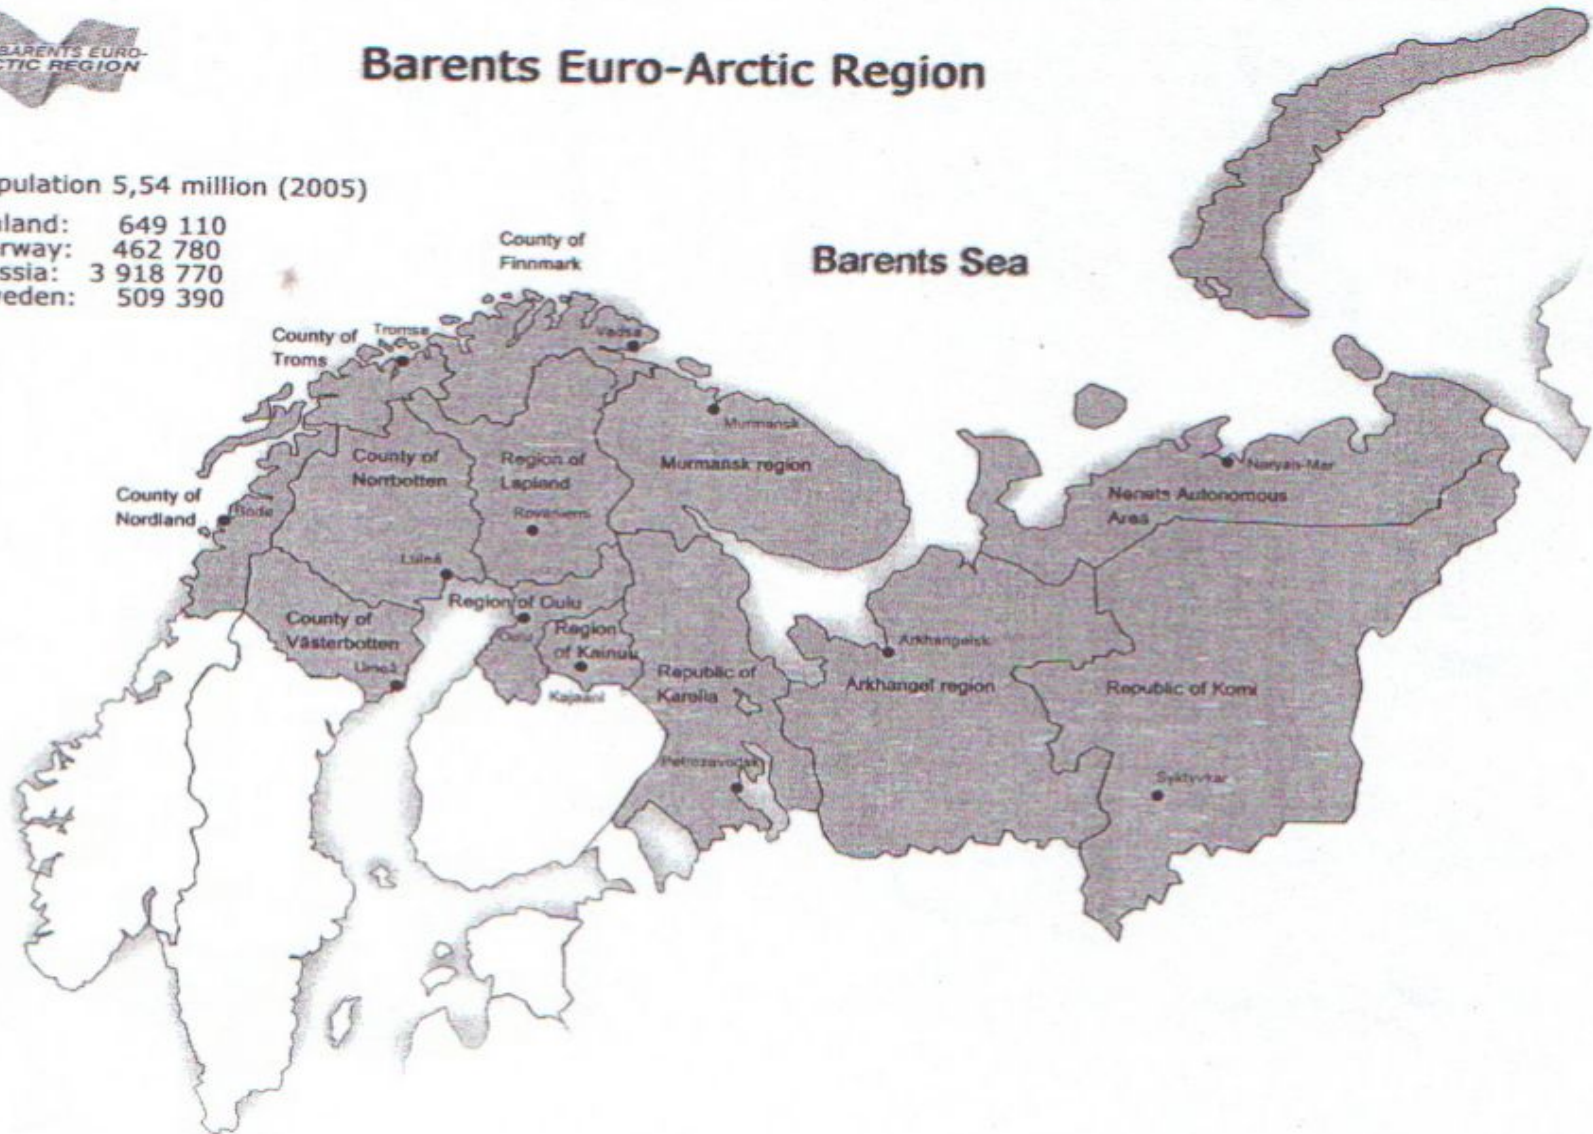 BARENTS EURO-
CTIC REGION
Barents Euro-Arctic Region
pulation 5,54 million (2005)
land: 649 110
rway: 462 780
ssia: 3 918 770
eden: 509 390
County of
Finnmark
Barents Sea
County of
Troms
Tromsø
Vadsø
Murmansk
County of
Norrbotten
Region of
Lapland
Murmansk region
Naryan-Mar
County of
Nordland
Bodø
Rovaniemi
Nenets Autonomous
Area
Luleå
Region of Oulu
County of
Västerbotten
Oulu
Region
of Kainuu
Arkhangelsk
Umeå
Kajaani
Republic of
Karelia
Arkhangel region
Republic of Komi
Petrozavodsk
Syktyvkar